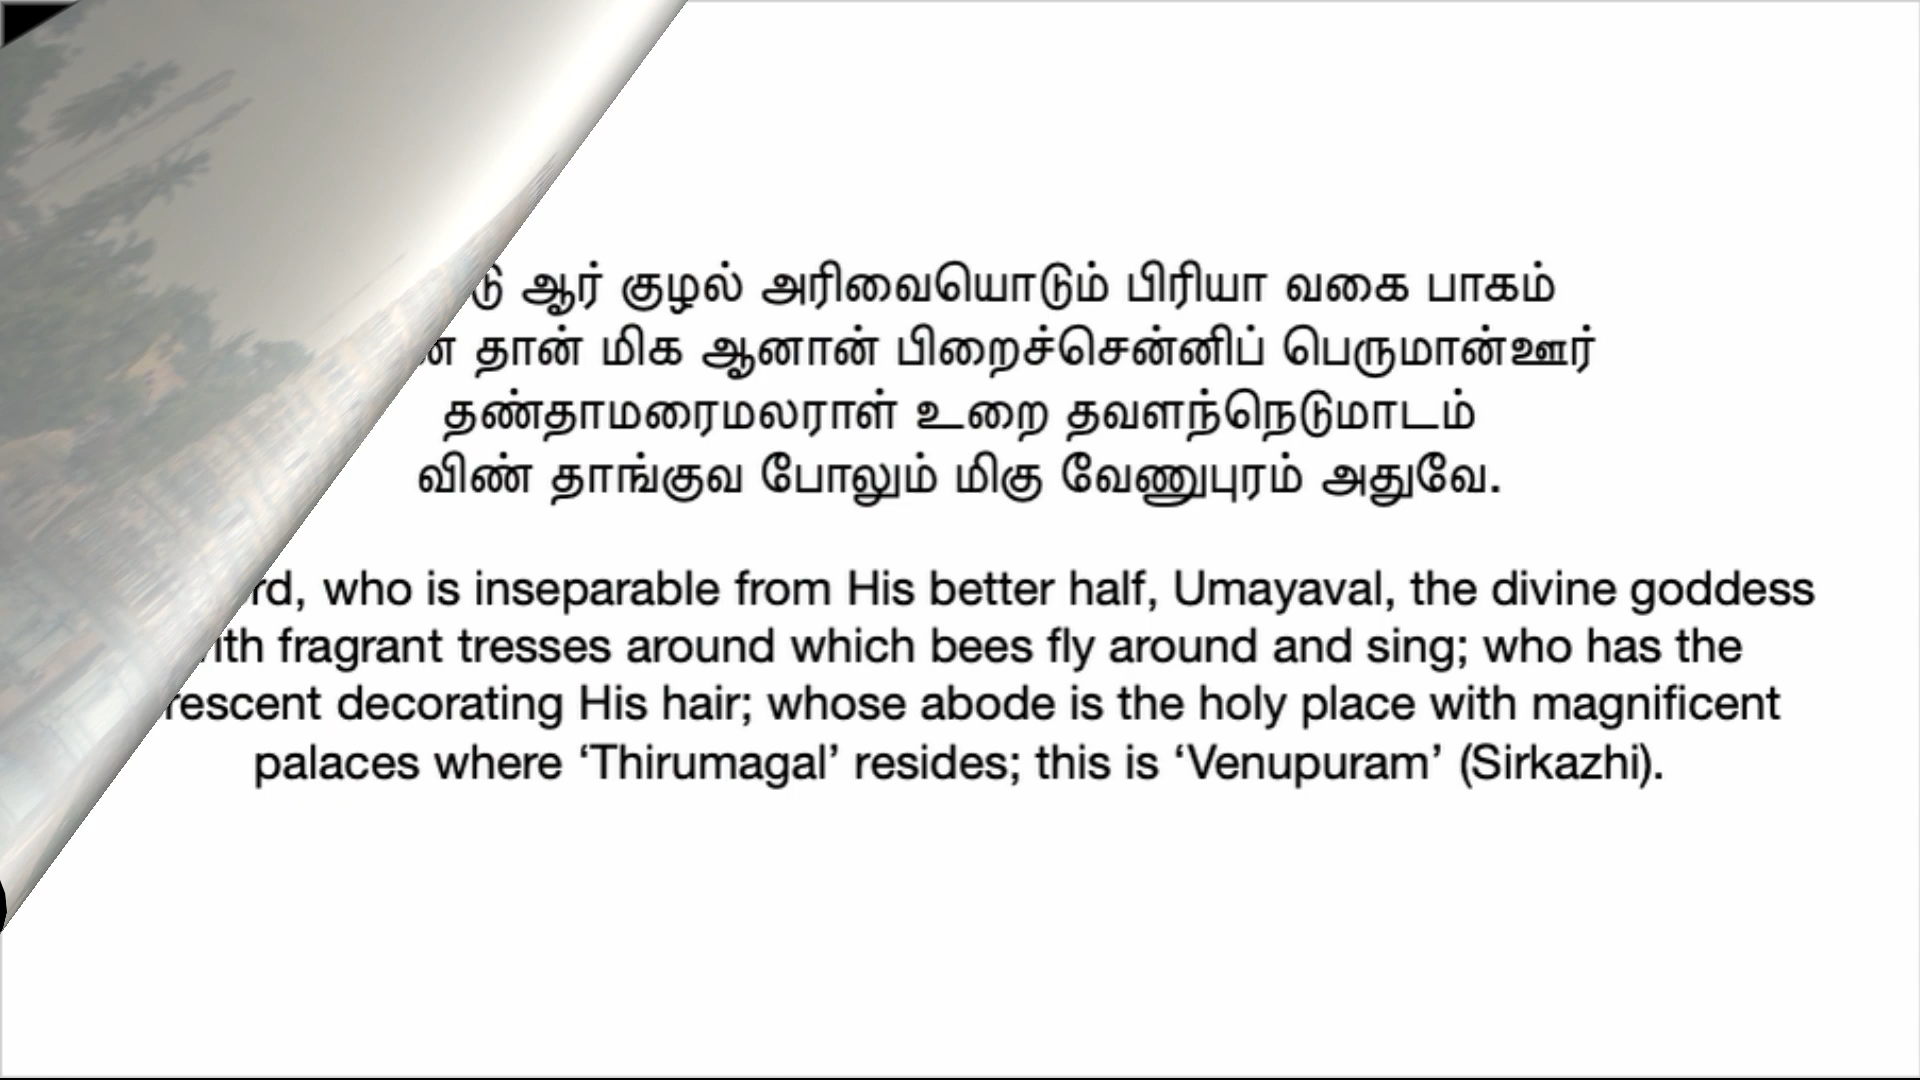 ஆர் குழல் அரிவையொடும் பிரியா வகை பாகம்
தான் மிக ஆனான் பிறைச்சென்னிப் பெருமான்ஊர்
தண்தாமரைமலராள் உறை தவளந்நெடுமாடம்
விண் தாங்குவ போலும் மிகு வேணுபுரம் அதுவே.
who is inseparable from His better half, Umayaval, the divine goddess
fragrant tresses around which bees fly around and sing; who has the
decorating His hair; whose abode is the holy place with magnificent
palaces where ‘Thirumagal’ resides; this is ‘Venupuram’ (Sirkazhi).